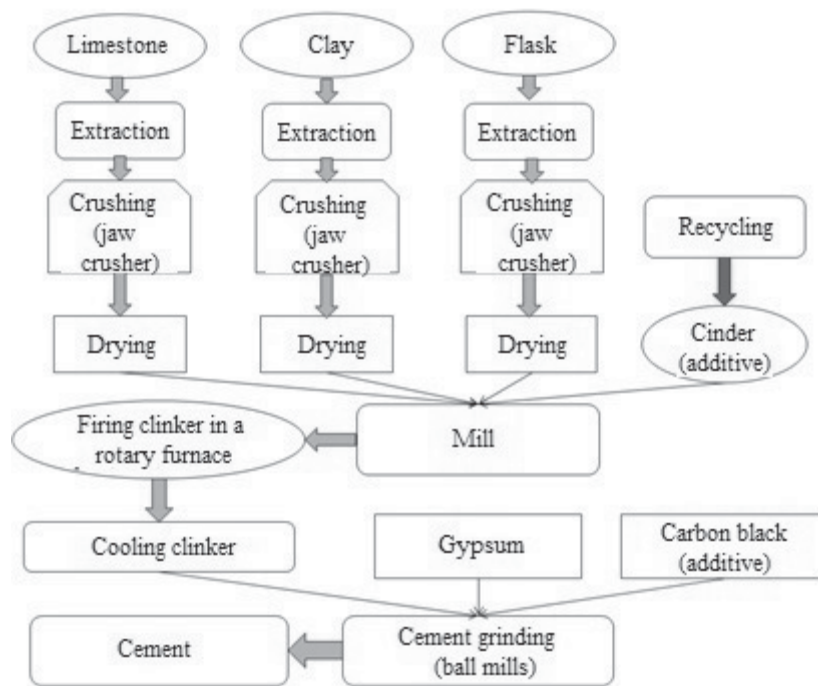 Limestone
Clay
Flask
Extraction
Extraction
Extraction
Crushing
(jaw
crusher)
Crushing
(jaw
crusher)
Crushing
(jaw
crusher)
Recycling
Drying
Drying
Drying
Cinder
(additive)
Firing clinker in a
rotary furnace
Mill
Cooling clinker
Gypsum
Carbon black
(additive)
Cement
Cement grinding
(ball mills)